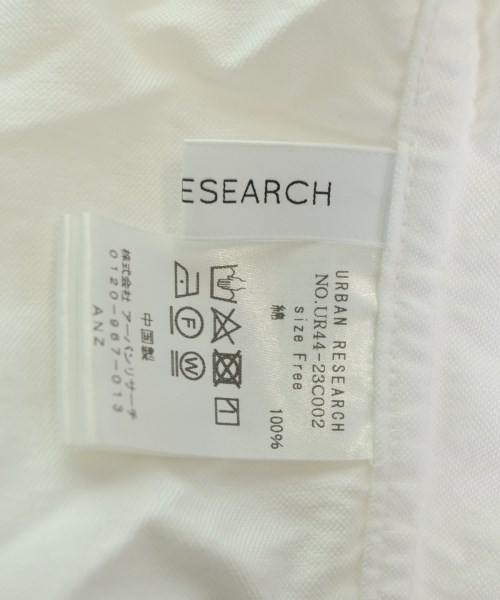 ESEARCH
URBAN RESEARCH
NO.UR44-23C002
size Free
綿 100%
F
W
中国製
株式会社 アーバンリサーチ
0120-987-013
ANZ